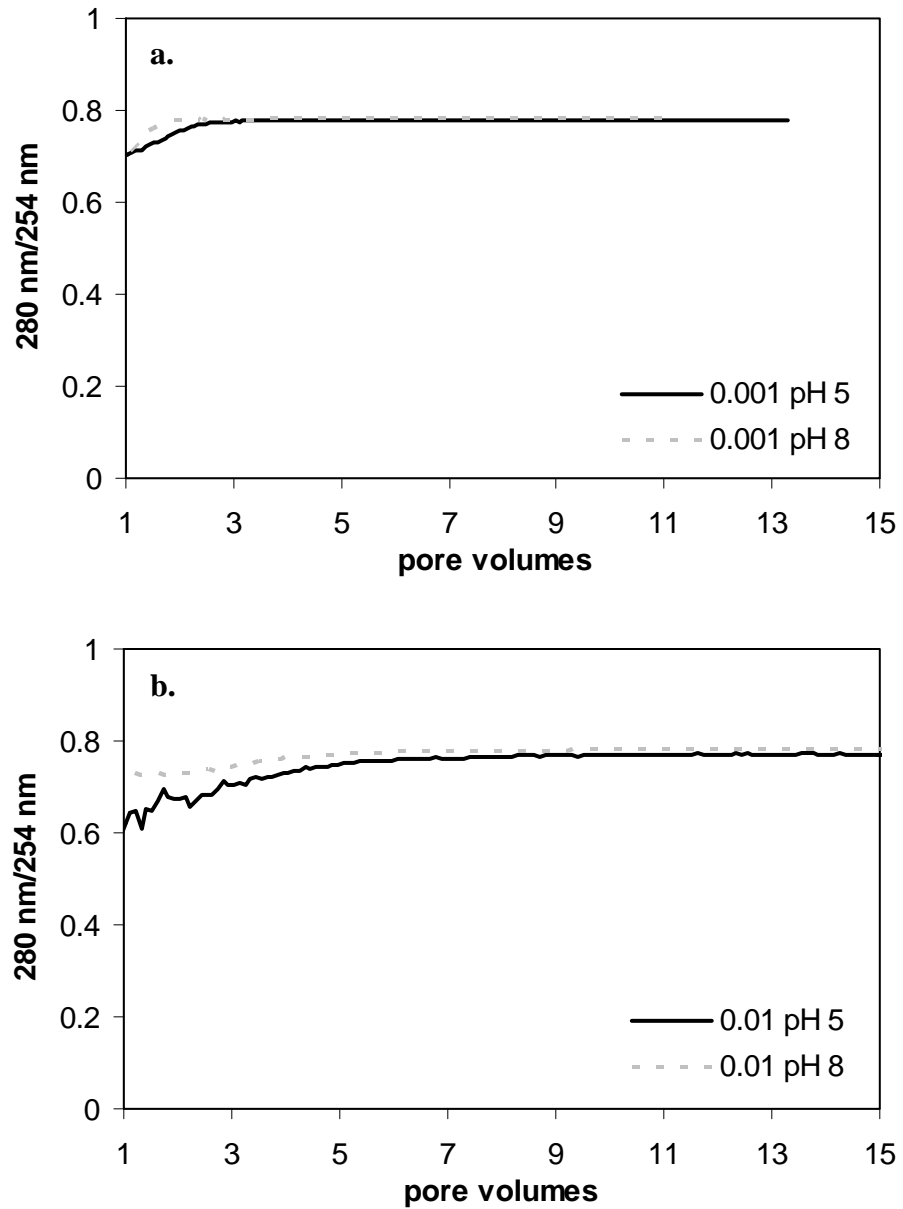 a.
1
0.8
0.6
0.4
0.2
0
280 nm/254 nm
0.001 pH 5
0.001 pH 8
1 3 5 7 9 11 13 15
pore volumes
b.
1
0.8
0.6
0.4
0.2
0
280 nm/254 nm
0.01 pH 5
0.01 pH 8
1 3 5 7 9 11 13 15
pore volumes